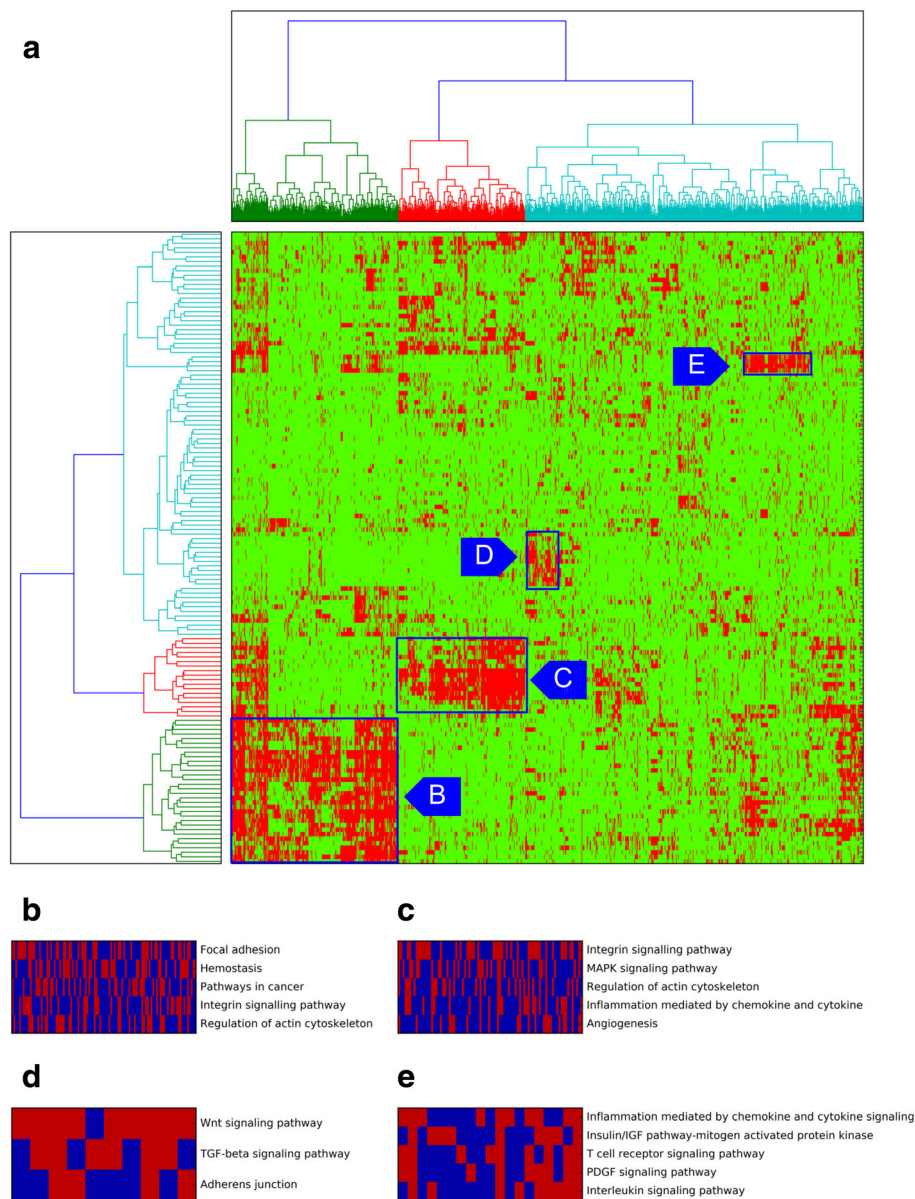 a
E
D
C
B
b
Focal adhesion
Hemostasis
Pathways in cancer
Integrin signalling pathway
Regulation of actin cytoskeleton
c
Integrin signalling pathway
MAPK signaling pathway
Regulation of actin cytoskeleton
Inflammation mediated by chemokine and cytokine
Angiogenesis
d
Wnt signaling pathway
TGF-beta signaling pathway
Adherens junction
e
Inflammation mediated by chemokine and cytokine signaling
Insulin/IGF pathway-mitogen activated protein kinase
T cell receptor signaling pathway
PDGF signaling pathway
Interleukin signaling pathway